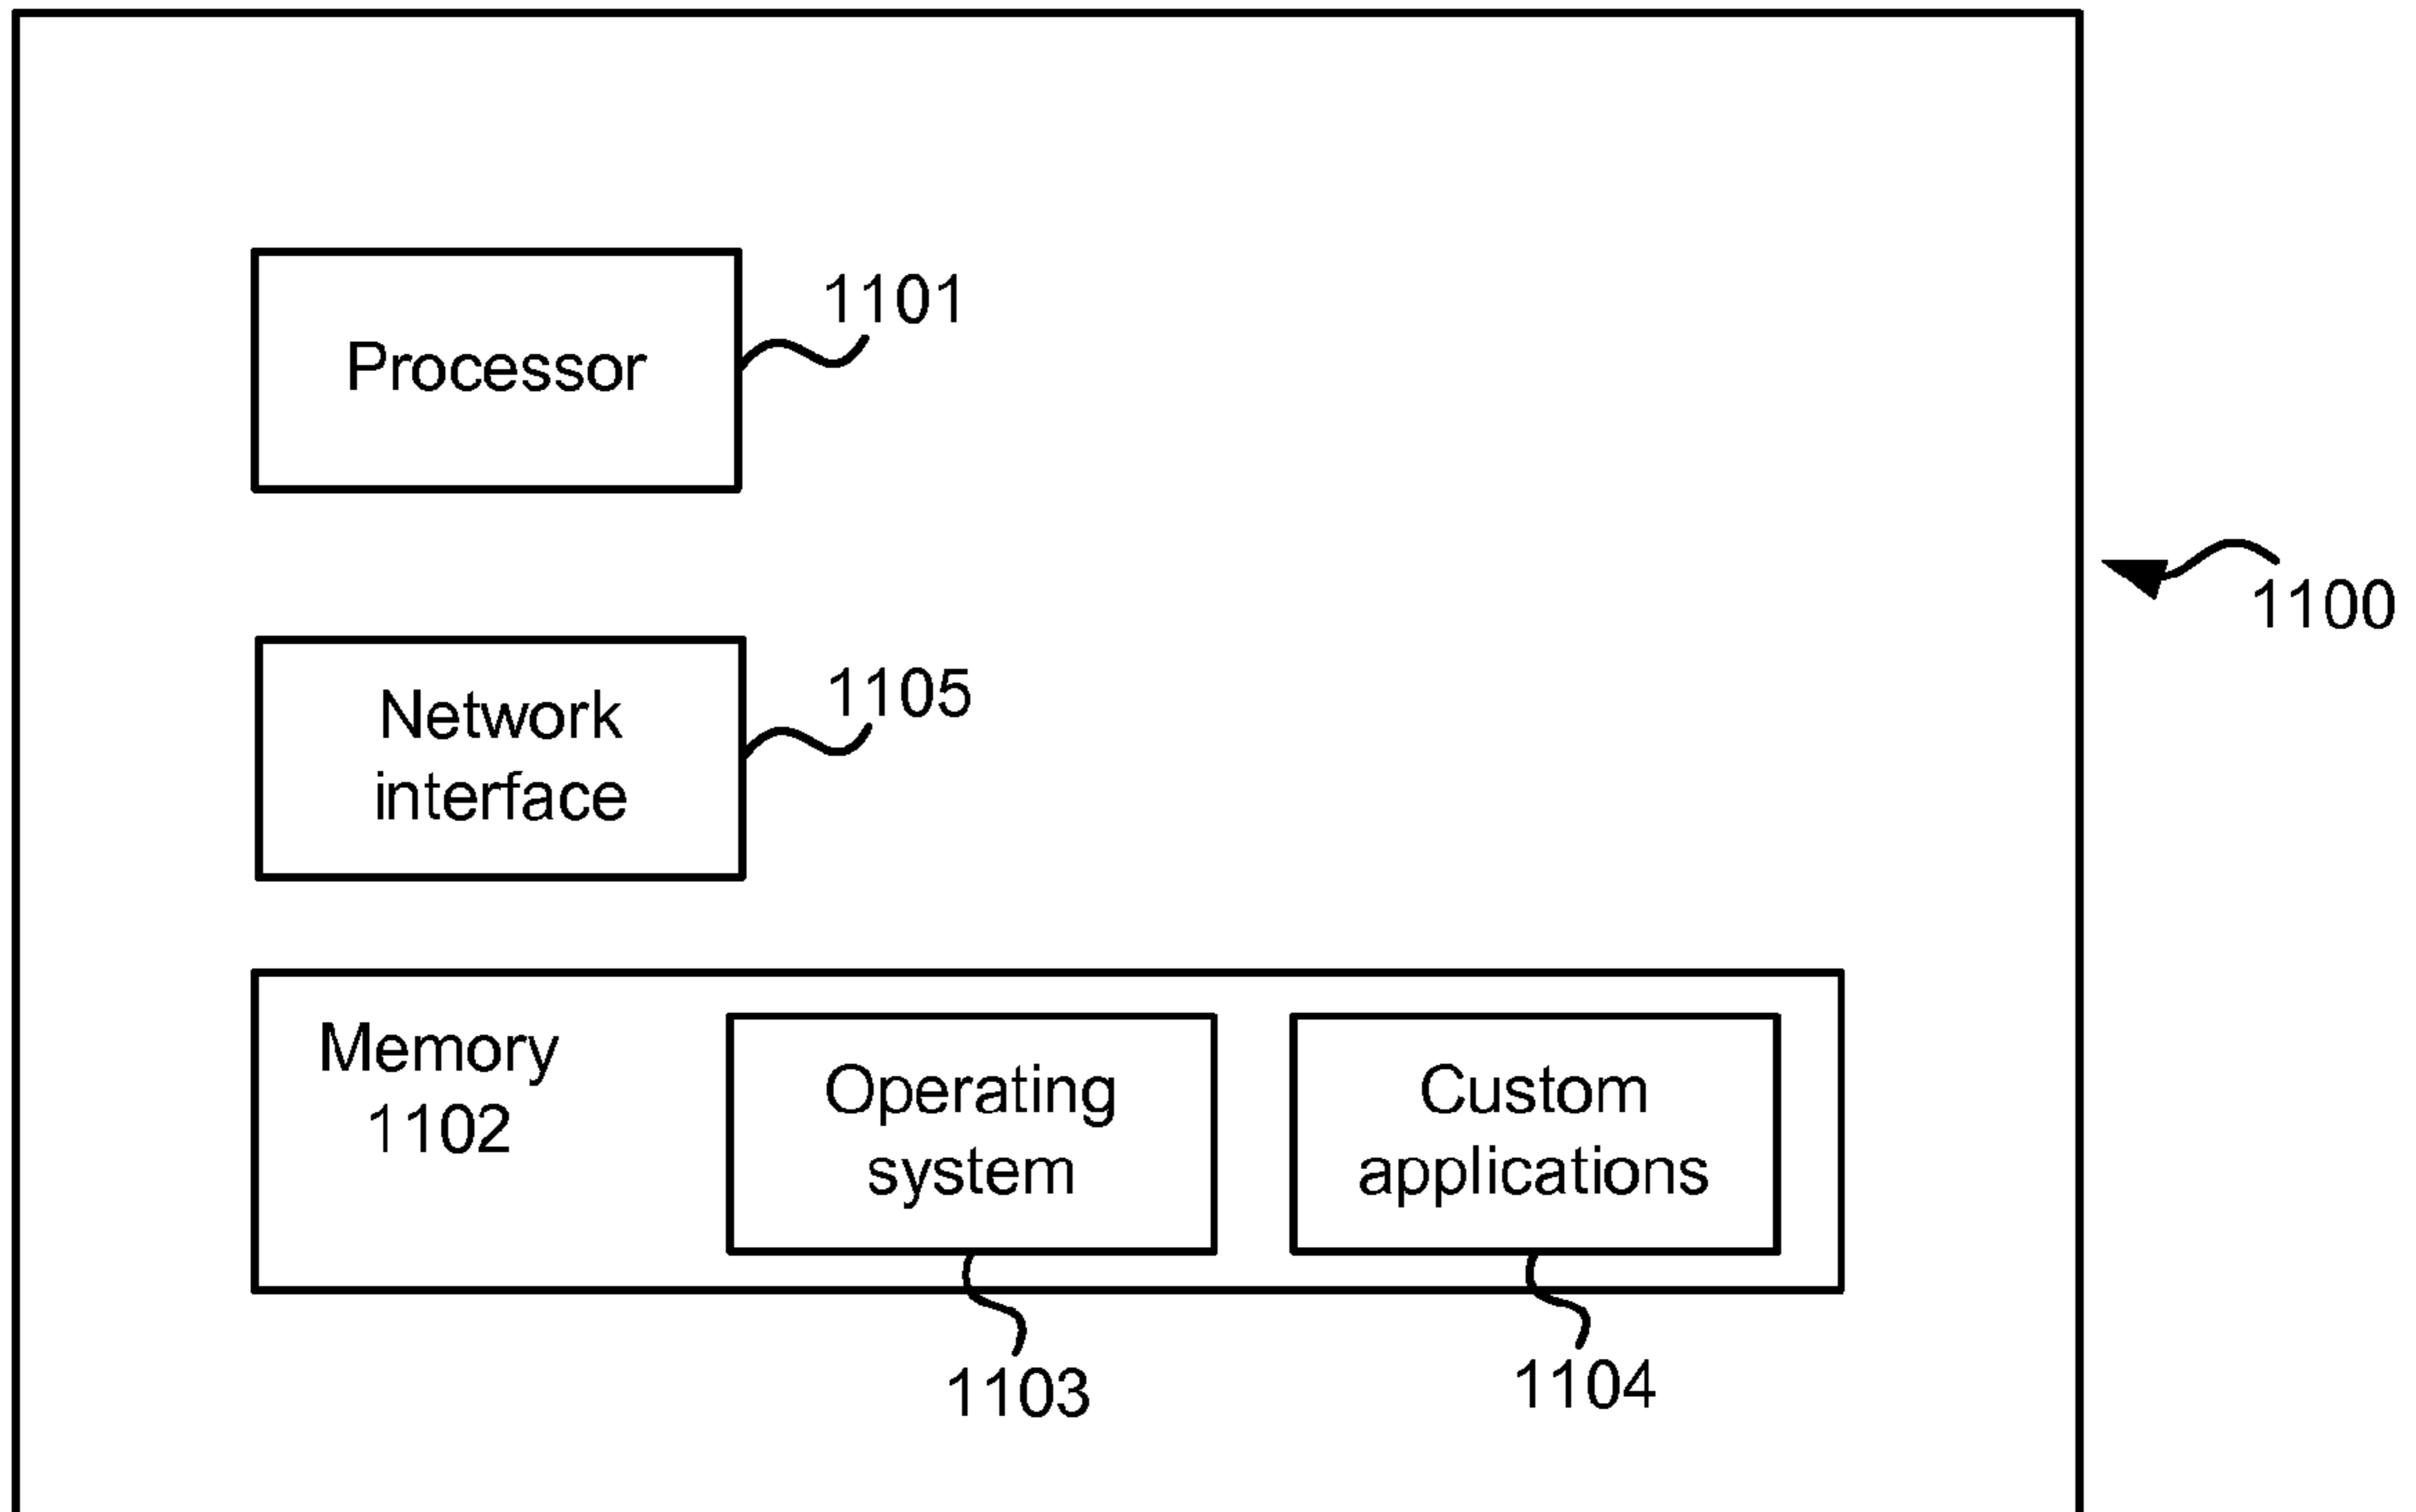 1101
Processor
1100
1105
Network
interface
Memory
1102
Operating
system
Custom
applications
1103
1104